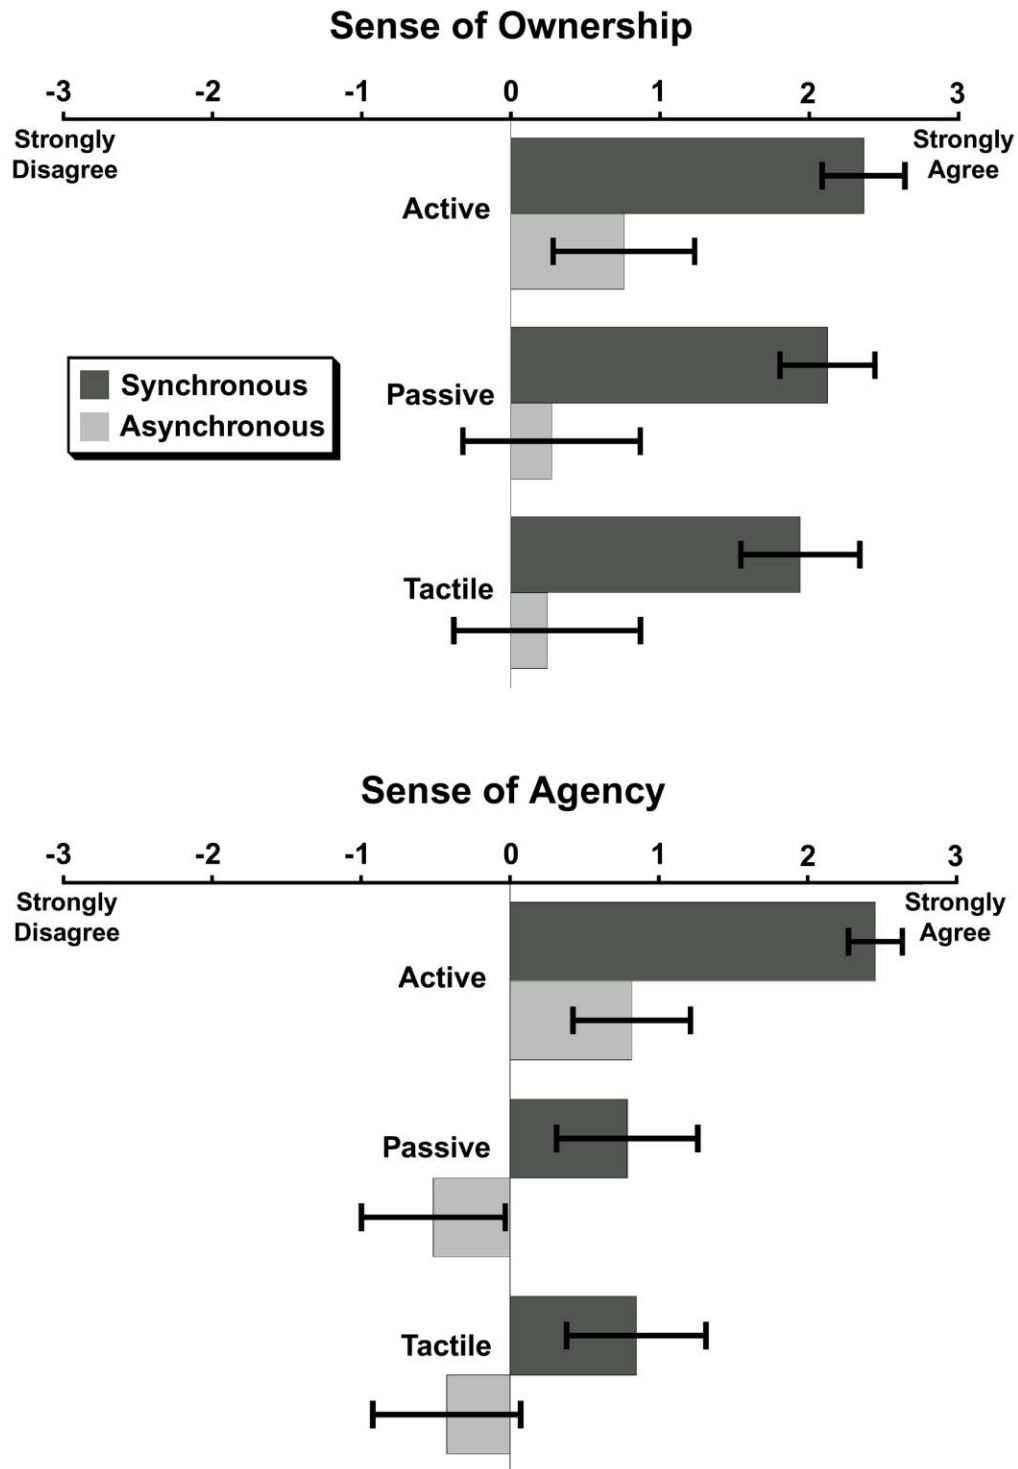 Sense of Ownership
-3 -2 -1 0 1 2 3
Strongly
Disagree
Strongly
Agree
Active
Passive
Synchronous
Asynchronous
Tactile
Sense of Agency
-3 -2 -1 0 1 2 3
Strongly
Disagree
Strongly
Agree
Active
Passive
Tactile